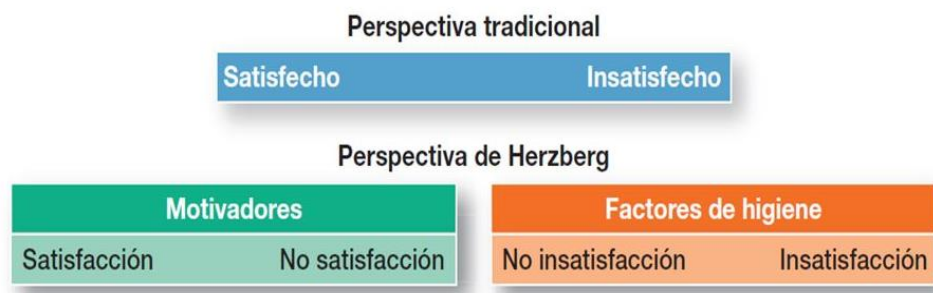 Perspectiva tradicional
Satisfecho Insatisfecho
Perspectiva de Herzberg
Motivadores Factores de higiene
Satisfacción No satisfacción No insatisfacción Insatisfacción